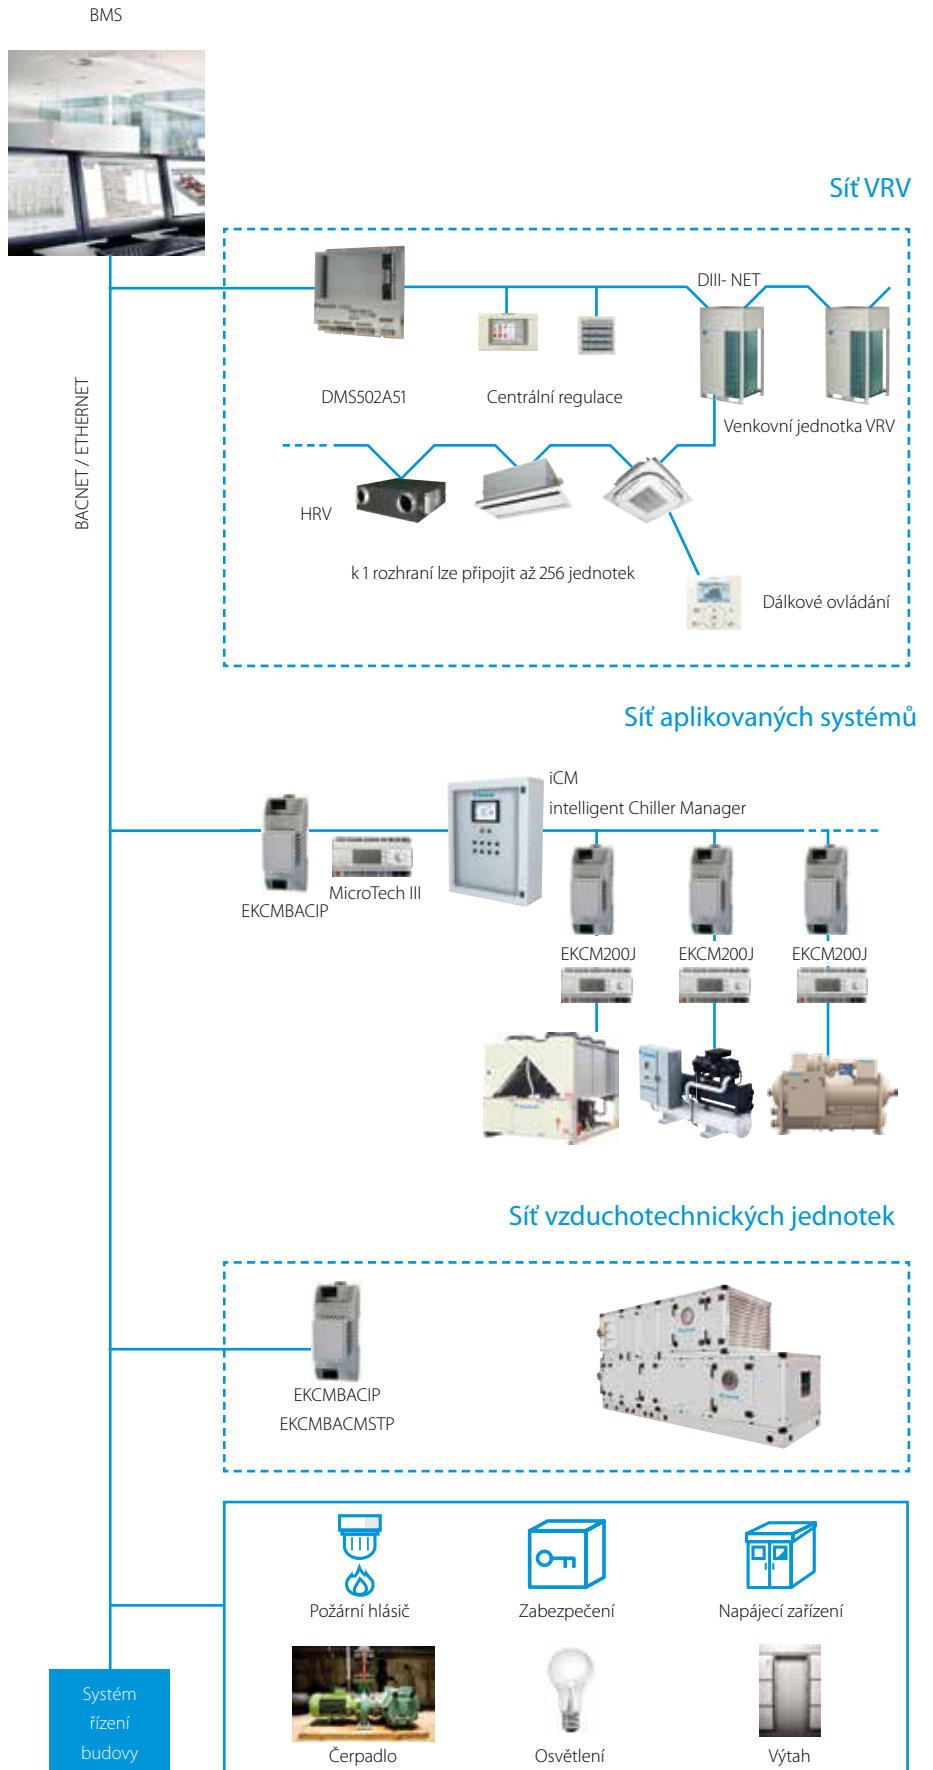 BMS
Síť VRV
DIII- NET
DMS502A51
Centrální regulace
Venkovní jednotka VRV
BACNET / ETHERNET
HRV
k 1 rozhraní lze připojit až 256 jednotek
Dálkové ovládání
Síť aplikovaných systémů
iCM
intelligent Chiller Manager
MicroTech III
EKCMBACIP
EKCM200J
EKCM200J
EKCM200J
Síť vzduchotechnických jednotek
EKCMBACIP
EKCMBACMSTP
Požární hlásič
Zabezpečení
Napájecí zařízení
Systém
řízení
budovy
Čerpadlo
Osvětlení
Výtah